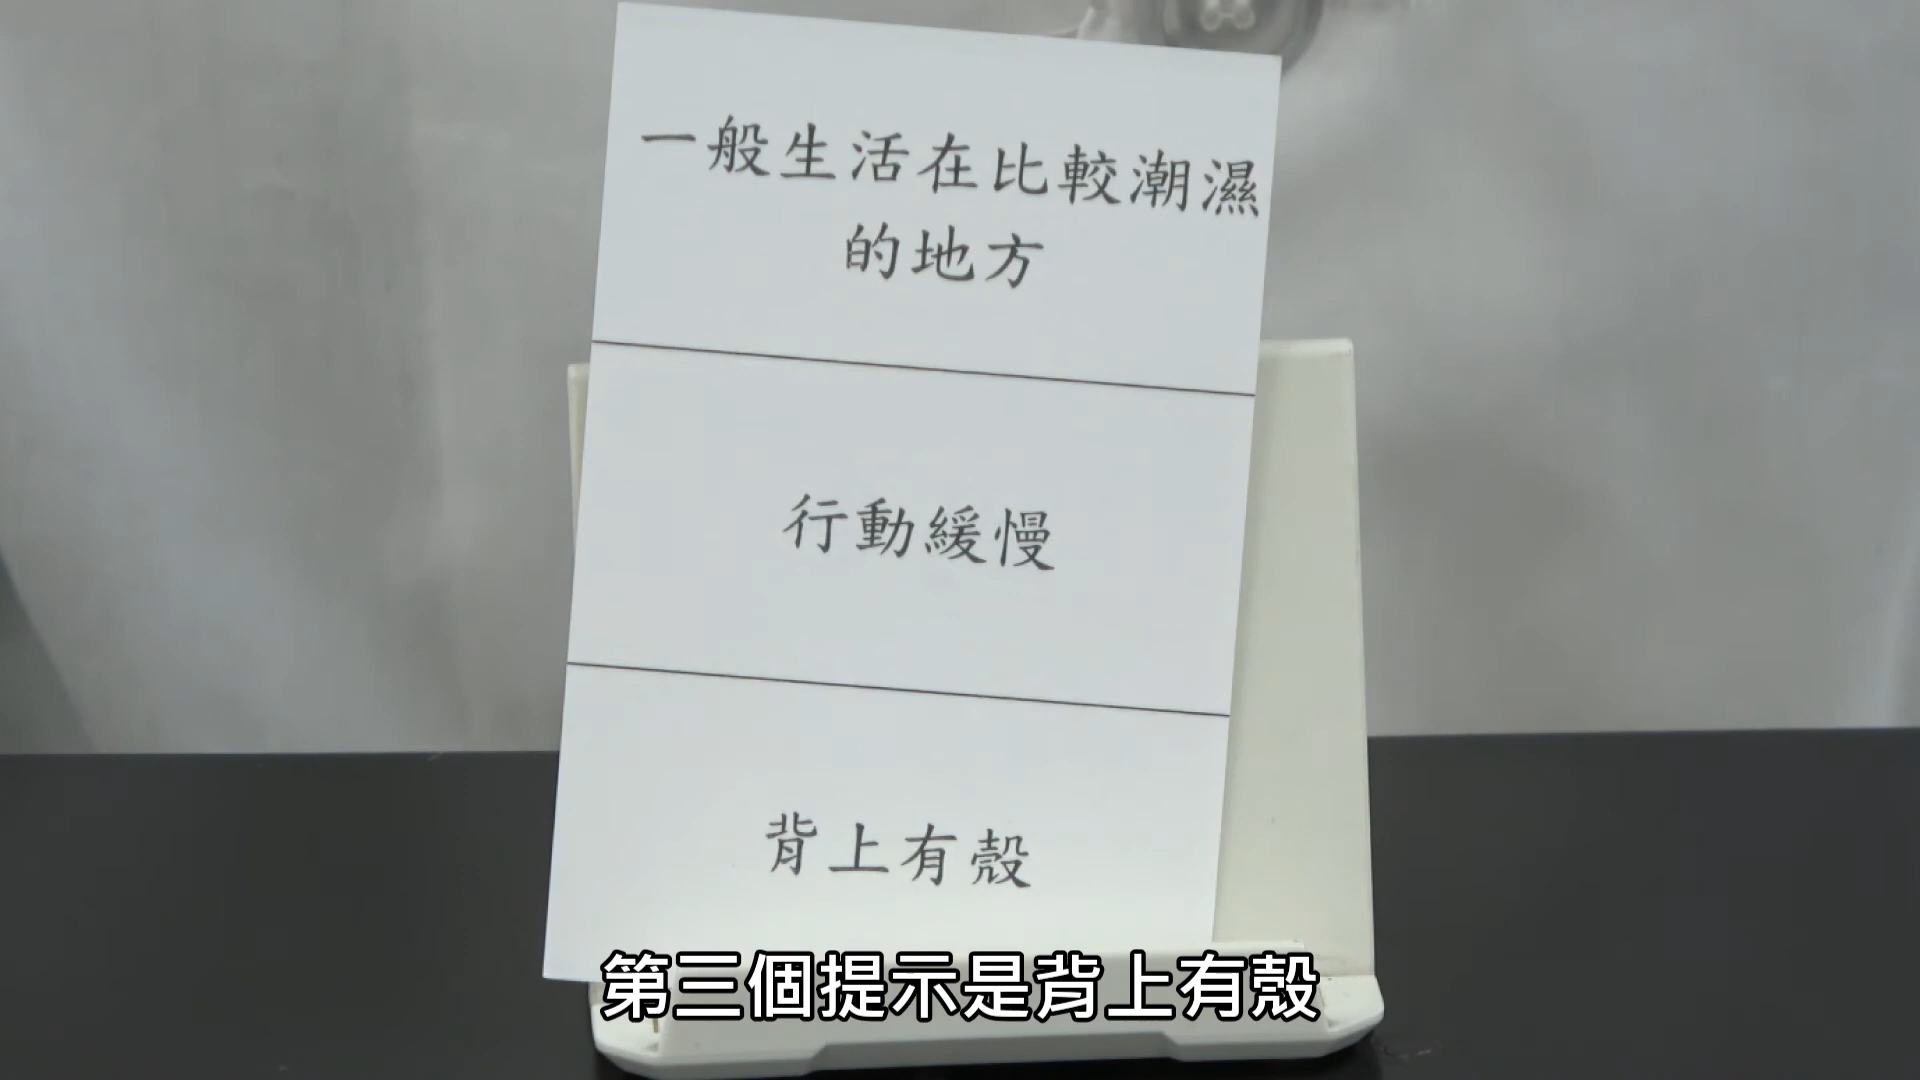 一般生活在比較潮濕
的地方
行動緩慢
背上有殼
第三個提示是背上有殼